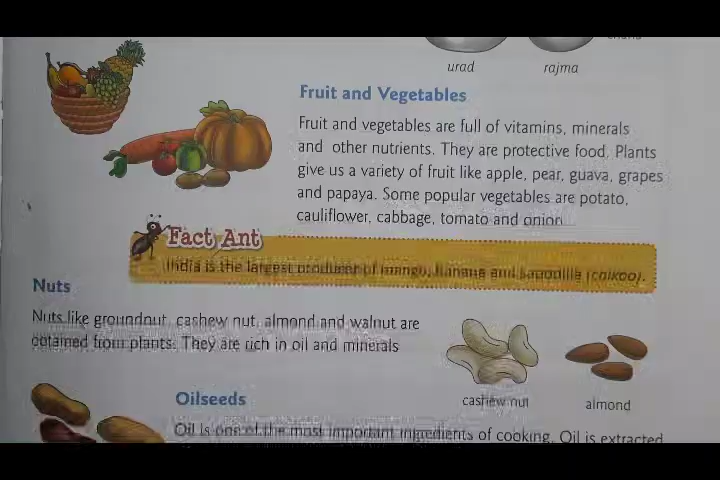 urad
rajma
Fruit and Vegetables
Fruit and vegetables are full of vitamins, minerals
and other nutrients. They are protective food. Plants
give us a variety of fruit like apple, pear, guava, grapes
and papaya. Some popular vegetables are potato,
cauliflower, cabbage, tomato and onion
Fact Ant
India is the largest producer of mango, banana and sapodilla (chikoo).
Nuts
Nuts like groundnut, cashew nut, almond and walnut are
obtained from plants. They are rich in oil and minerals
cashew nut
almond
Oilseeds
Oil is one of the most important ingredients of cooking. Oil is extracted